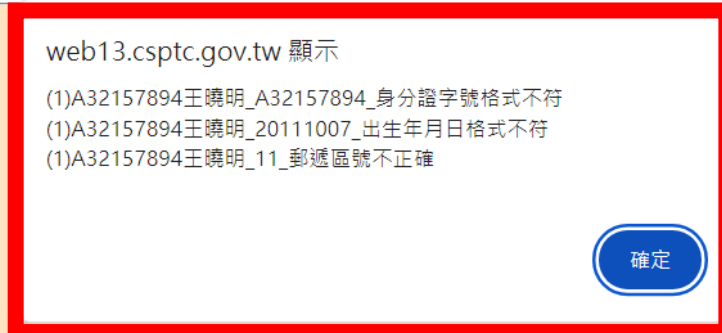 web13.csptc.gov.tw 顯示
(1)A32157894王曉明_A32157894_身分證字號格式不符
(1)A32157894王曉明_20111007_出生年月日格式不符
(1)A32157894王曉明_11_郵遞區號不正確
確定